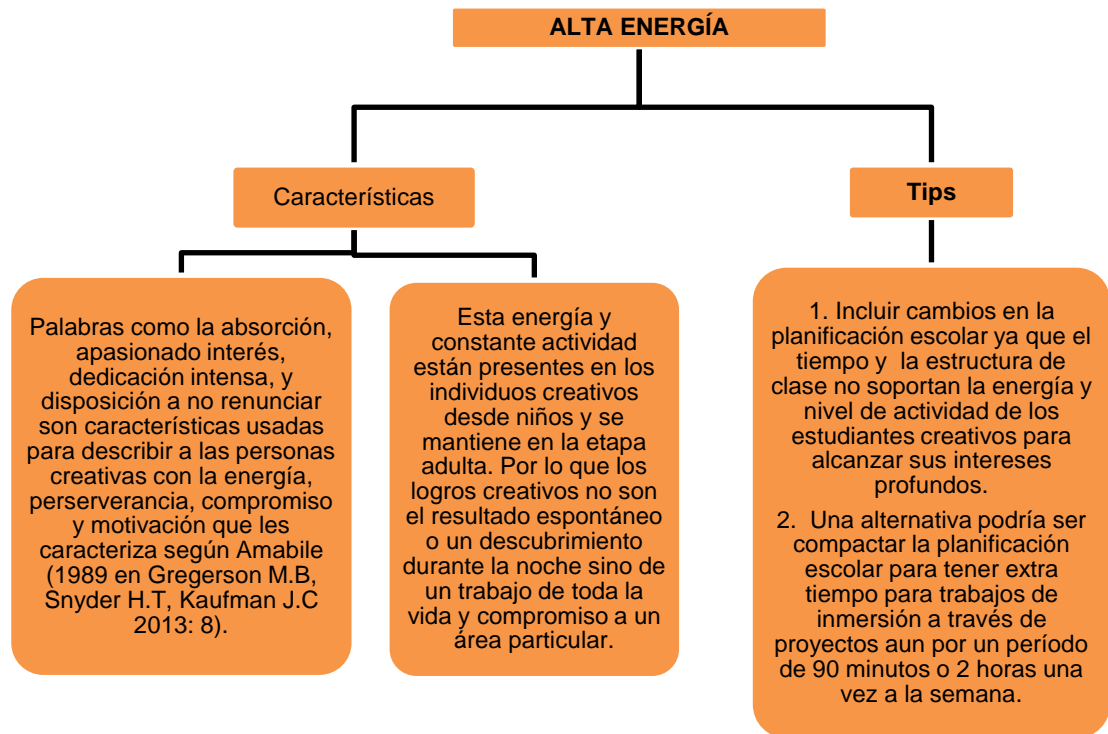 ALTA ENERGÍA
Características
Tips
Palabras como la absorción,
apasionado interés,
dedicación intensa, y
disposición a no renunciar
son características usadas
para describir a las personas
creativas con la energía,
perserverancia, compromiso
y motivación que les
caracteriza según Amabile
(1989 en Gregerson M.B,
Snyder H.T, Kaufman J.C
2013: 8).
Esta energía y
constante actividad
están presentes en los
individuos creativos
desde niños y se
mantiene en la etapa
adulta. Por lo que los
logros creativos no son
el resultado espontáneo
o un descubrimiento
durante la noche sino de
un trabajo de toda la
vida y compromiso a un
área particular.
1. Incluir cambios en la
planificación escolar ya que el
tiempo y la estructura de
clase no soportan la energía y
nivel de actividad de los
estudiantes creativos para
alcanzar sus intereses
profundos.
2. Una alternativa podría ser
compactar la planificación
escolar para tener extra
tiempo para trabajos de
inmersión a través de
proyectos aun por un período
de 90 minutos o 2 horas una
vez a la semana.